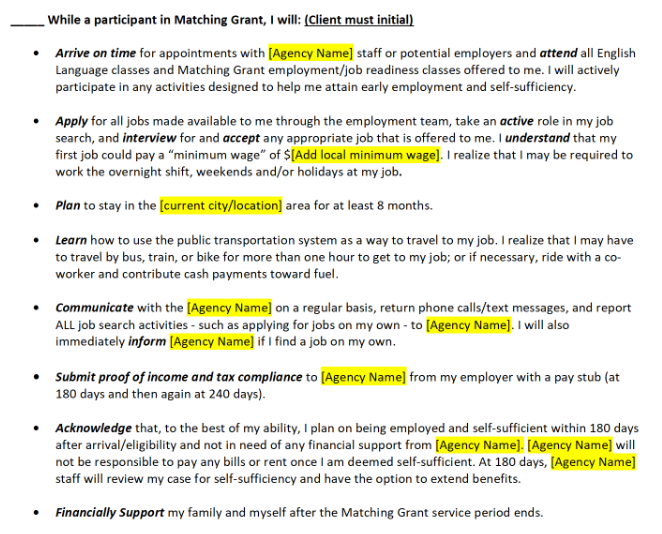 _____ While a participant in Matching Grant, I will: (Client must initial)
• Arrive on time for appointments with [Agency Name] staff or potential employers and attend all English
Language classes and Matching Grant employment/job readiness classes offered to me. I will actively
participate in any activities designed to help me attain early employment and self-sufficiency.
• Apply for all jobs made available to me through the employment team, take an active role in my job
search, and interview for and accept any appropriate job that is offered to me. I understand that my
first job could pay a “minimum wage” of $[Add local minimum wage]. I realize that I may be required to
work the overnight shift, weekends and/or holidays at my job.
• Plan to stay in the [current city/location] area for at least 8 months.
• Learn how to use the public transportation system as a way to travel to my job. I realize that I may have
to travel by bus, train, or bike for more than one hour to get to my job; or if necessary, ride with a co-
worker and contribute cash payments toward fuel.
• Communicate with the [Agency Name] on a regular basis, return phone calls/text messages, and report
ALL job search activities - such as applying for jobs on my own - to [Agency Name]. I will also
immediately inform [Agency Name] if I find a job on my own.
• Submit proof of income and tax compliance to [Agency Name] from my employer with a pay stub (at
180 days and then again at 240 days).
• Acknowledge that, to the best of my ability, I plan on being employed and self-sufficient within 180 days
after arrival/eligibility and not in need of any financial support from [Agency Name]. [Agency Name] will
not be responsible to pay any bills or rent once I am deemed self-sufficient. At 180 days, [Agency Name]
staff will review my case for self-sufficiency and have the option to extend benefits.
• Financially Support my family and myself after the Matching Grant service period ends.